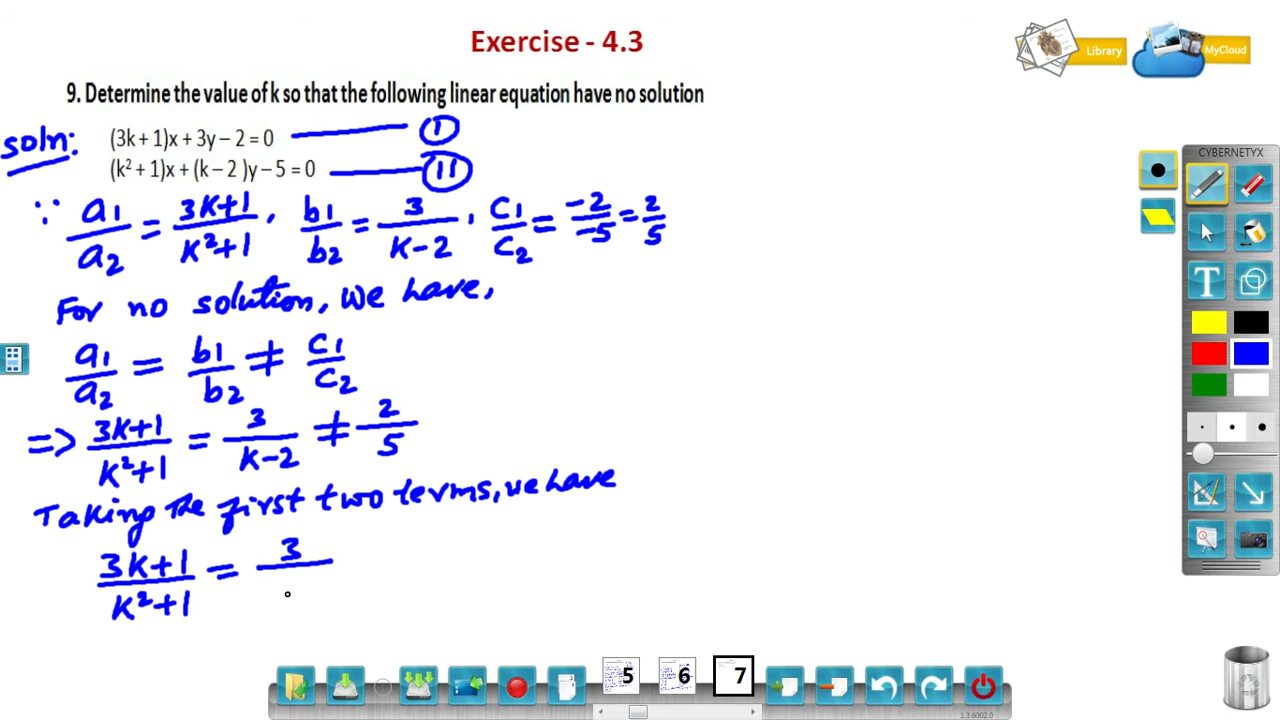 Exercise - 4.3
Library
MyCloud
9. Determine the value of k so that the following linear equation have no solution
Soln:
(3k + 1)x + 3y – 2 = 0 ——— (I)
(k² + 1)x + (k – 2 )y – 5 = 0 ——— (II)
∵ a1/a2 = 3k+1/k²+1, b1/b2 = 3/k-2, c1/c2 = -2/-5 = 2/5
For no solution, we have,
a1/a2 = b1/b2 ≠ c1/c2
=> 3k+1/k²+1 = 3/k-2 ≠ 2/5
Taking the first two terms, we have
3k+1/k²+1 = 3/
CYBERNETYX
T
5 6 7
1.3.6002.0